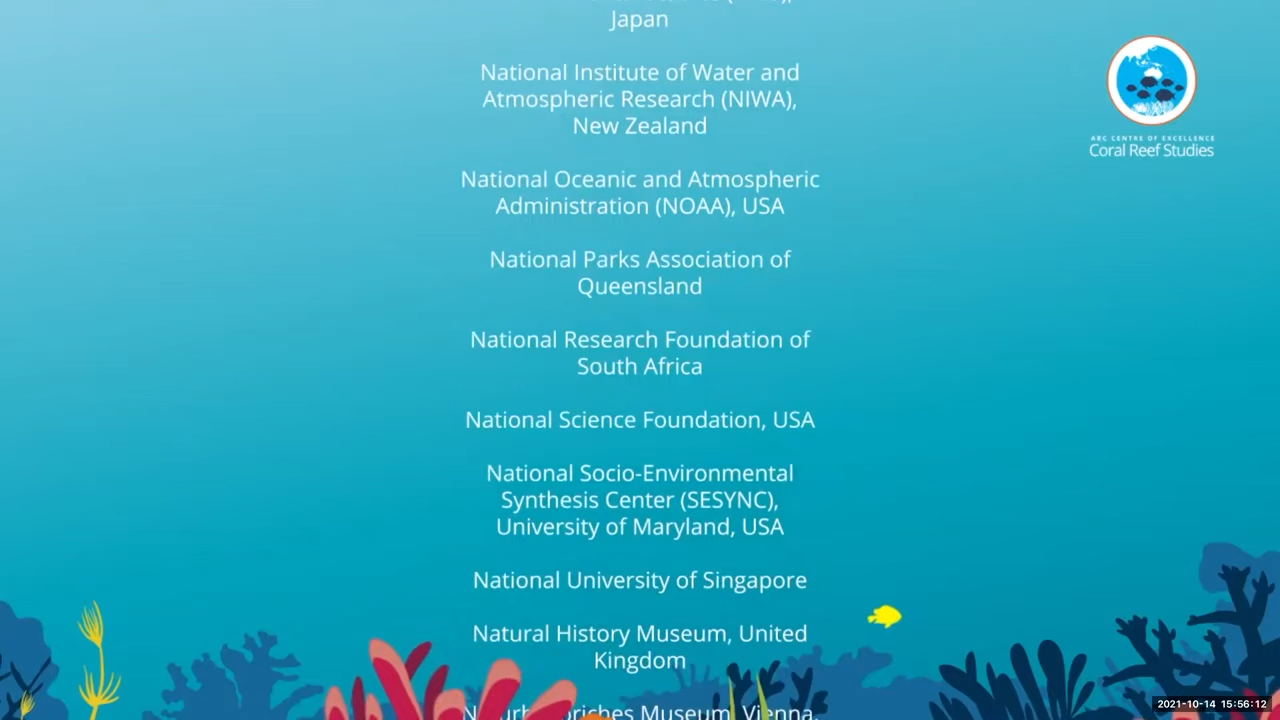 Japan
National Institute of Water and
Atmospheric Research (NIWA),
New Zealand
National Oceanic and Atmospheric
Administration (NOAA), USA
National Parks Association of
Queensland
National Research Foundation of
South Africa
National Science Foundation, USA
National Socio-Environmental
Synthesis Center (SESYNC),
University of Maryland, USA
National University of Singapore
Natural History Museum, United
Kingdom
Museum, Vienna,
ARC CENTRE OF EXCELLENCE
Coral Reef Studies
2021-10-14 15:56:12